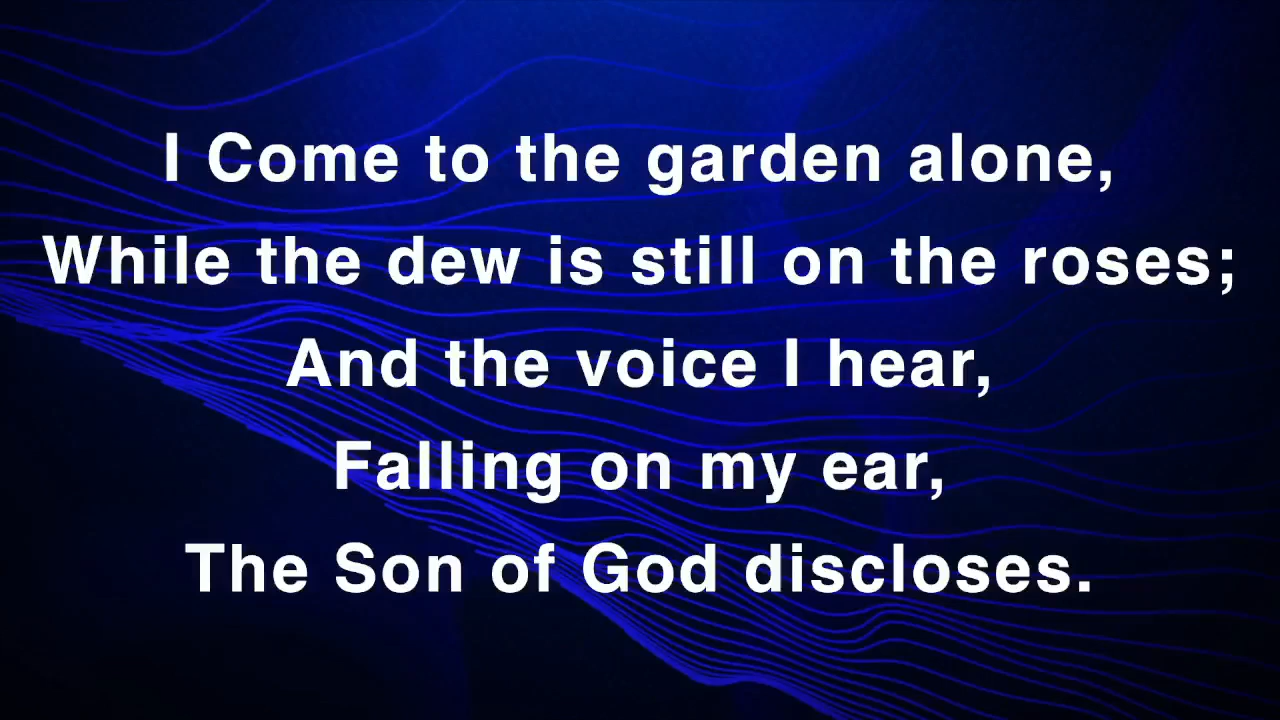 I Come to the garden alone,
While the dew is still on the roses;
And the voice I hear,
Falling on my ear,
The Son of God discloses.